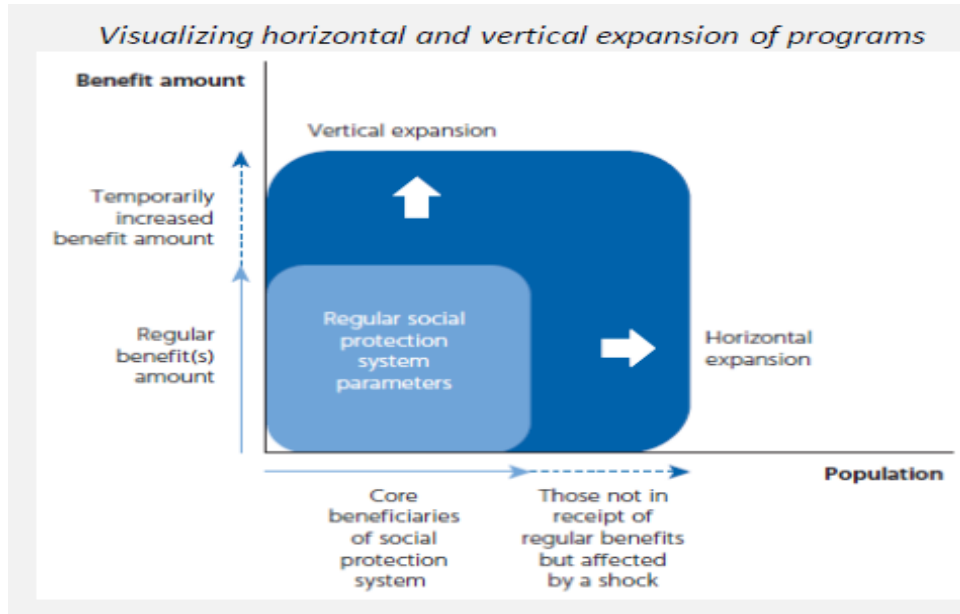 Visualizing horizontal and vertical expansion of programs
Benefit amount
Vertical expansion
Temporarily
increased
benefit amount
Regular social
protection
system
parameters
Regular
benefit(s)
amount
Horizontal
expansion
Population
Core
beneficiaries
of social
protection
system
Those not in
receipt of
regular benefits
but affected
by a shock